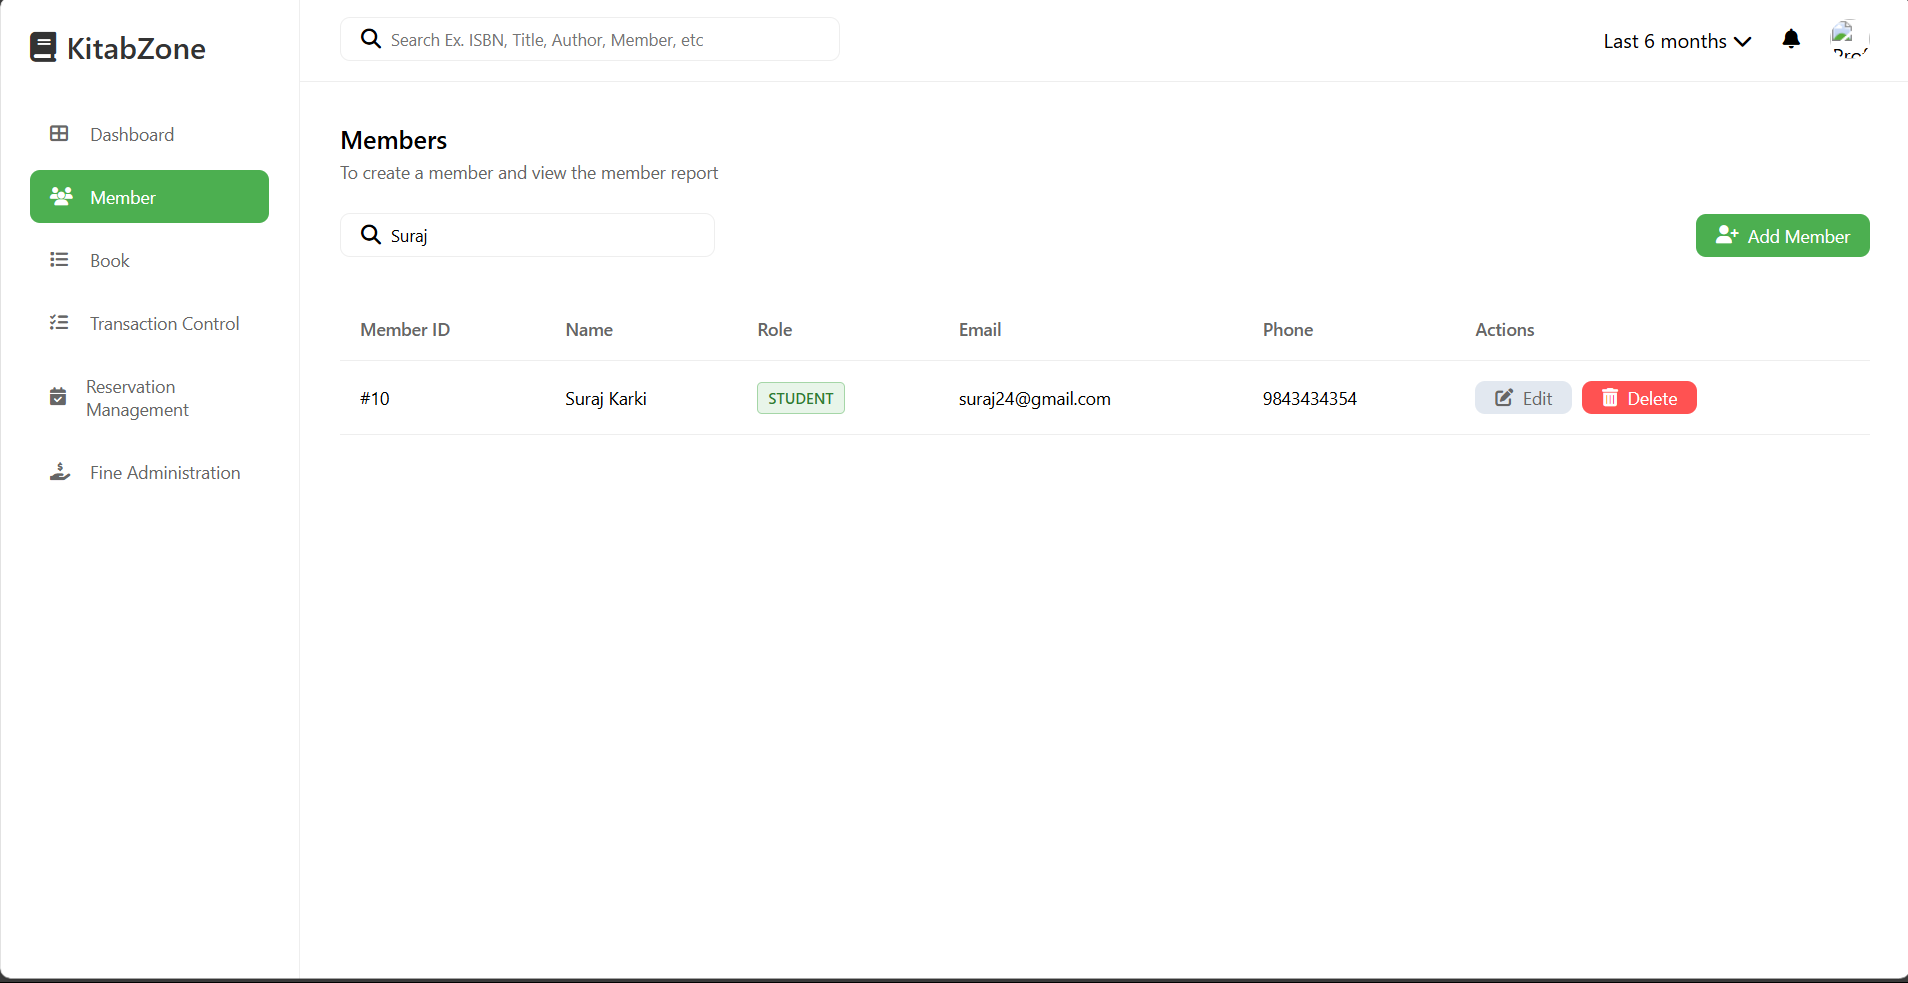 KitabZone
Search Ex. ISBN, Title, Author, Member, etc
Last 6 months
Dashboard
Member
Book
Transaction Control
Reservation
Management
Fine Administration
Members
To create a member and view the member report
Suraj
Add Member
Member ID Name Role Email Phone Actions
#10 Suraj Karki STUDENT suraj24@gmail.com 9843434354 Edit Delete